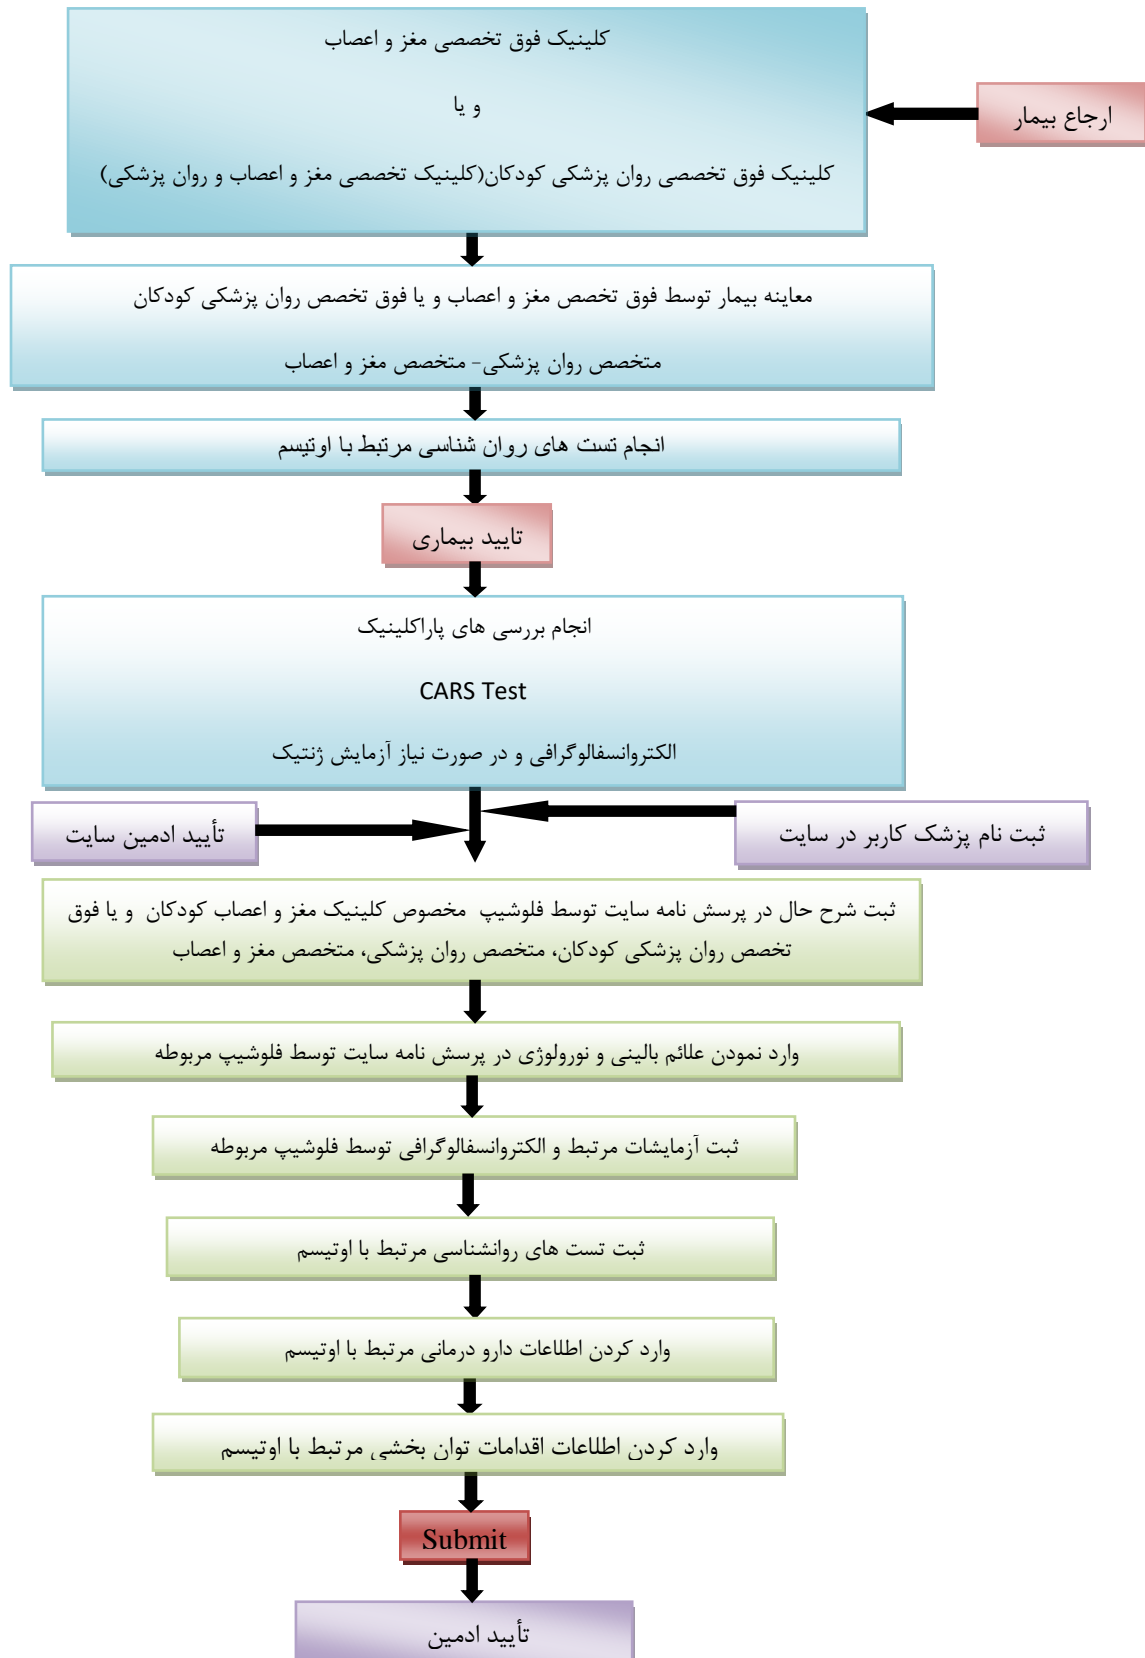 کلینیک فوق تخصصی مغز و اعصاب
و یا
ارجاع بیمار
کلینیک فوق تخصصی روان پزشکی کودکان(کلینیک تخصصی مغز و اعصاب و روان پزشکی)
معاینه بیمار توسط فوق تخصص مغز و اعصاب و یا فوق تخصص روان پزشکی کودکان
متخصص روان پزشکی- متخصص مغز و اعصاب
انجام تست های روان شناسی مرتبط با اوتیسم
تایید بیماری
انجام بررسی های پاراکلینیک
CARS Test
الکتروانسفالوگرافی و در صورت نیاز آزمایش ژنتیک
ثبت نام پزشک کاربر در سایت
تأیید ادمین سایت
ثبت شرح حال در پرسش نامه سایت توسط فلوشیپ مخصوص کلینیک مغز و اعصاب کودکان و یا فوق
تخصص روان پزشکی کودکان، متخصص روان پزشکی، متخصص مغز و اعصاب
وارد نمودن علائم بالینی و نورولوژی در پرسش نامه سایت توسط فلوشیپ مربوطه
ثبت آزمایشات مرتبط و الکتروانسفالوگرافی توسط فلوشیپ مربوطه
ثبت تست های روانشناسی مرتبط با اوتیسم
وارد کردن اطلاعات دارو درمانی مرتبط با اوتیسم
وارد کردن اطلاعات اقدامات توان بخشی مرتبط با اوتیسم
Submit
تأیید ادمین